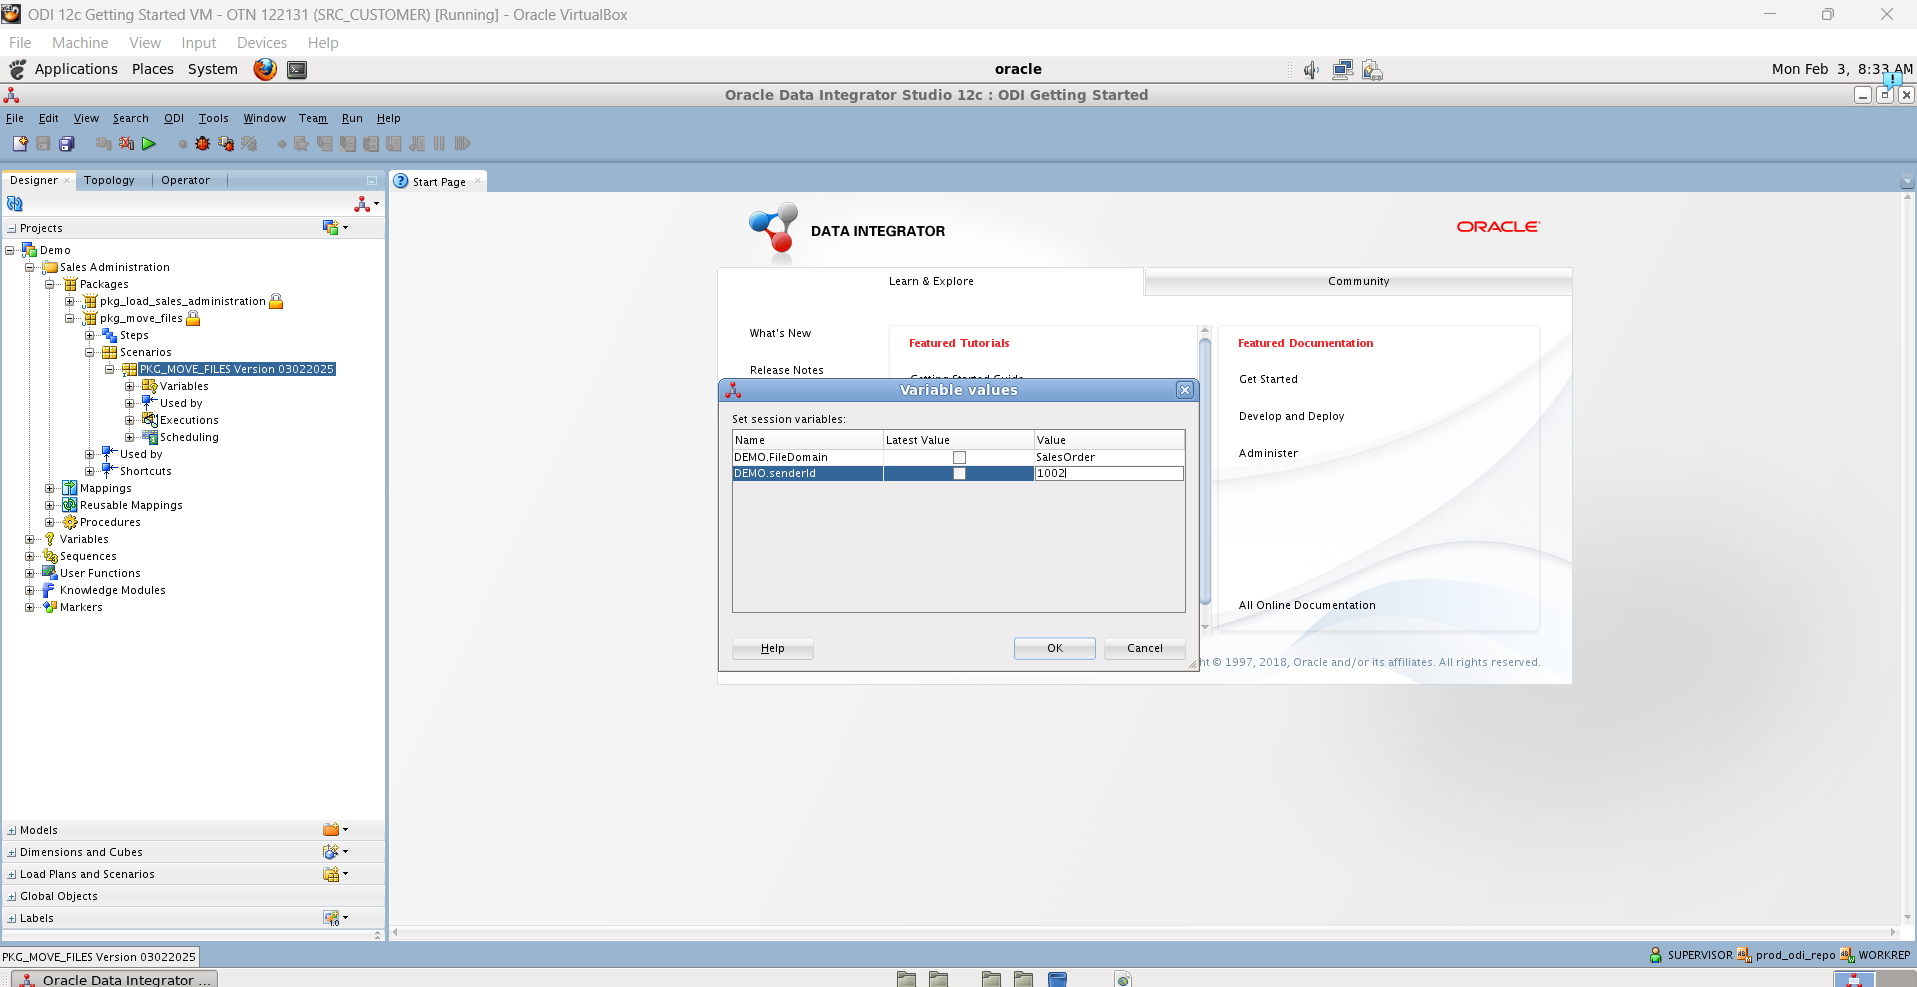 ODI 12c Getting Started VM - OTN 122131 (SRC_CUSTOMER) [Running] - Oracle VirtualBox
File Machine View Input Devices Help
Applications Places System oracle Mon Feb 3, 8:33 AM
Oracle Data Integrator Studio 12c : ODI Getting Started
File Edit View Search ODI Tools Window Team Run Help
Designer Topology Operator
Projects
Demo
Sales Administration
Packages
pkg_load_sales_administration
pkg_move_files
Steps
Scenarios
PKG_MOVE_FILES Version 03022025
Variables
Used by
Executions
Scheduling
Used by
Shortcuts
Mappings
Reusable Mappings
Procedures
Variables
Sequences
User Functions
Knowledge Modules
Markers
Models
Dimensions and Cubes
Load Plans and Scenarios
Global Objects
Labels
Start Page
DATA INTEGRATOR
ORACLE
Learn & Explore Community
What's New
Release Notes
Featured Tutorials
Getting Started Guide
Featured Documentation
Get Started
Develop and Deploy
Administer
All Online Documentation
ht © 1997, 2018, Oracle and/or its affiliates. All rights reserved.
Variable values
Set session variables:
Name Latest Value Value
DEMO.FileDomain SalesOrder
DEMO.senderId 1002
Help OK Cancel
PKG_MOVE_FILES Version 03022025
SUPERVISOR prod_odi_repo WORKREP
Oracle Data Integrator ...